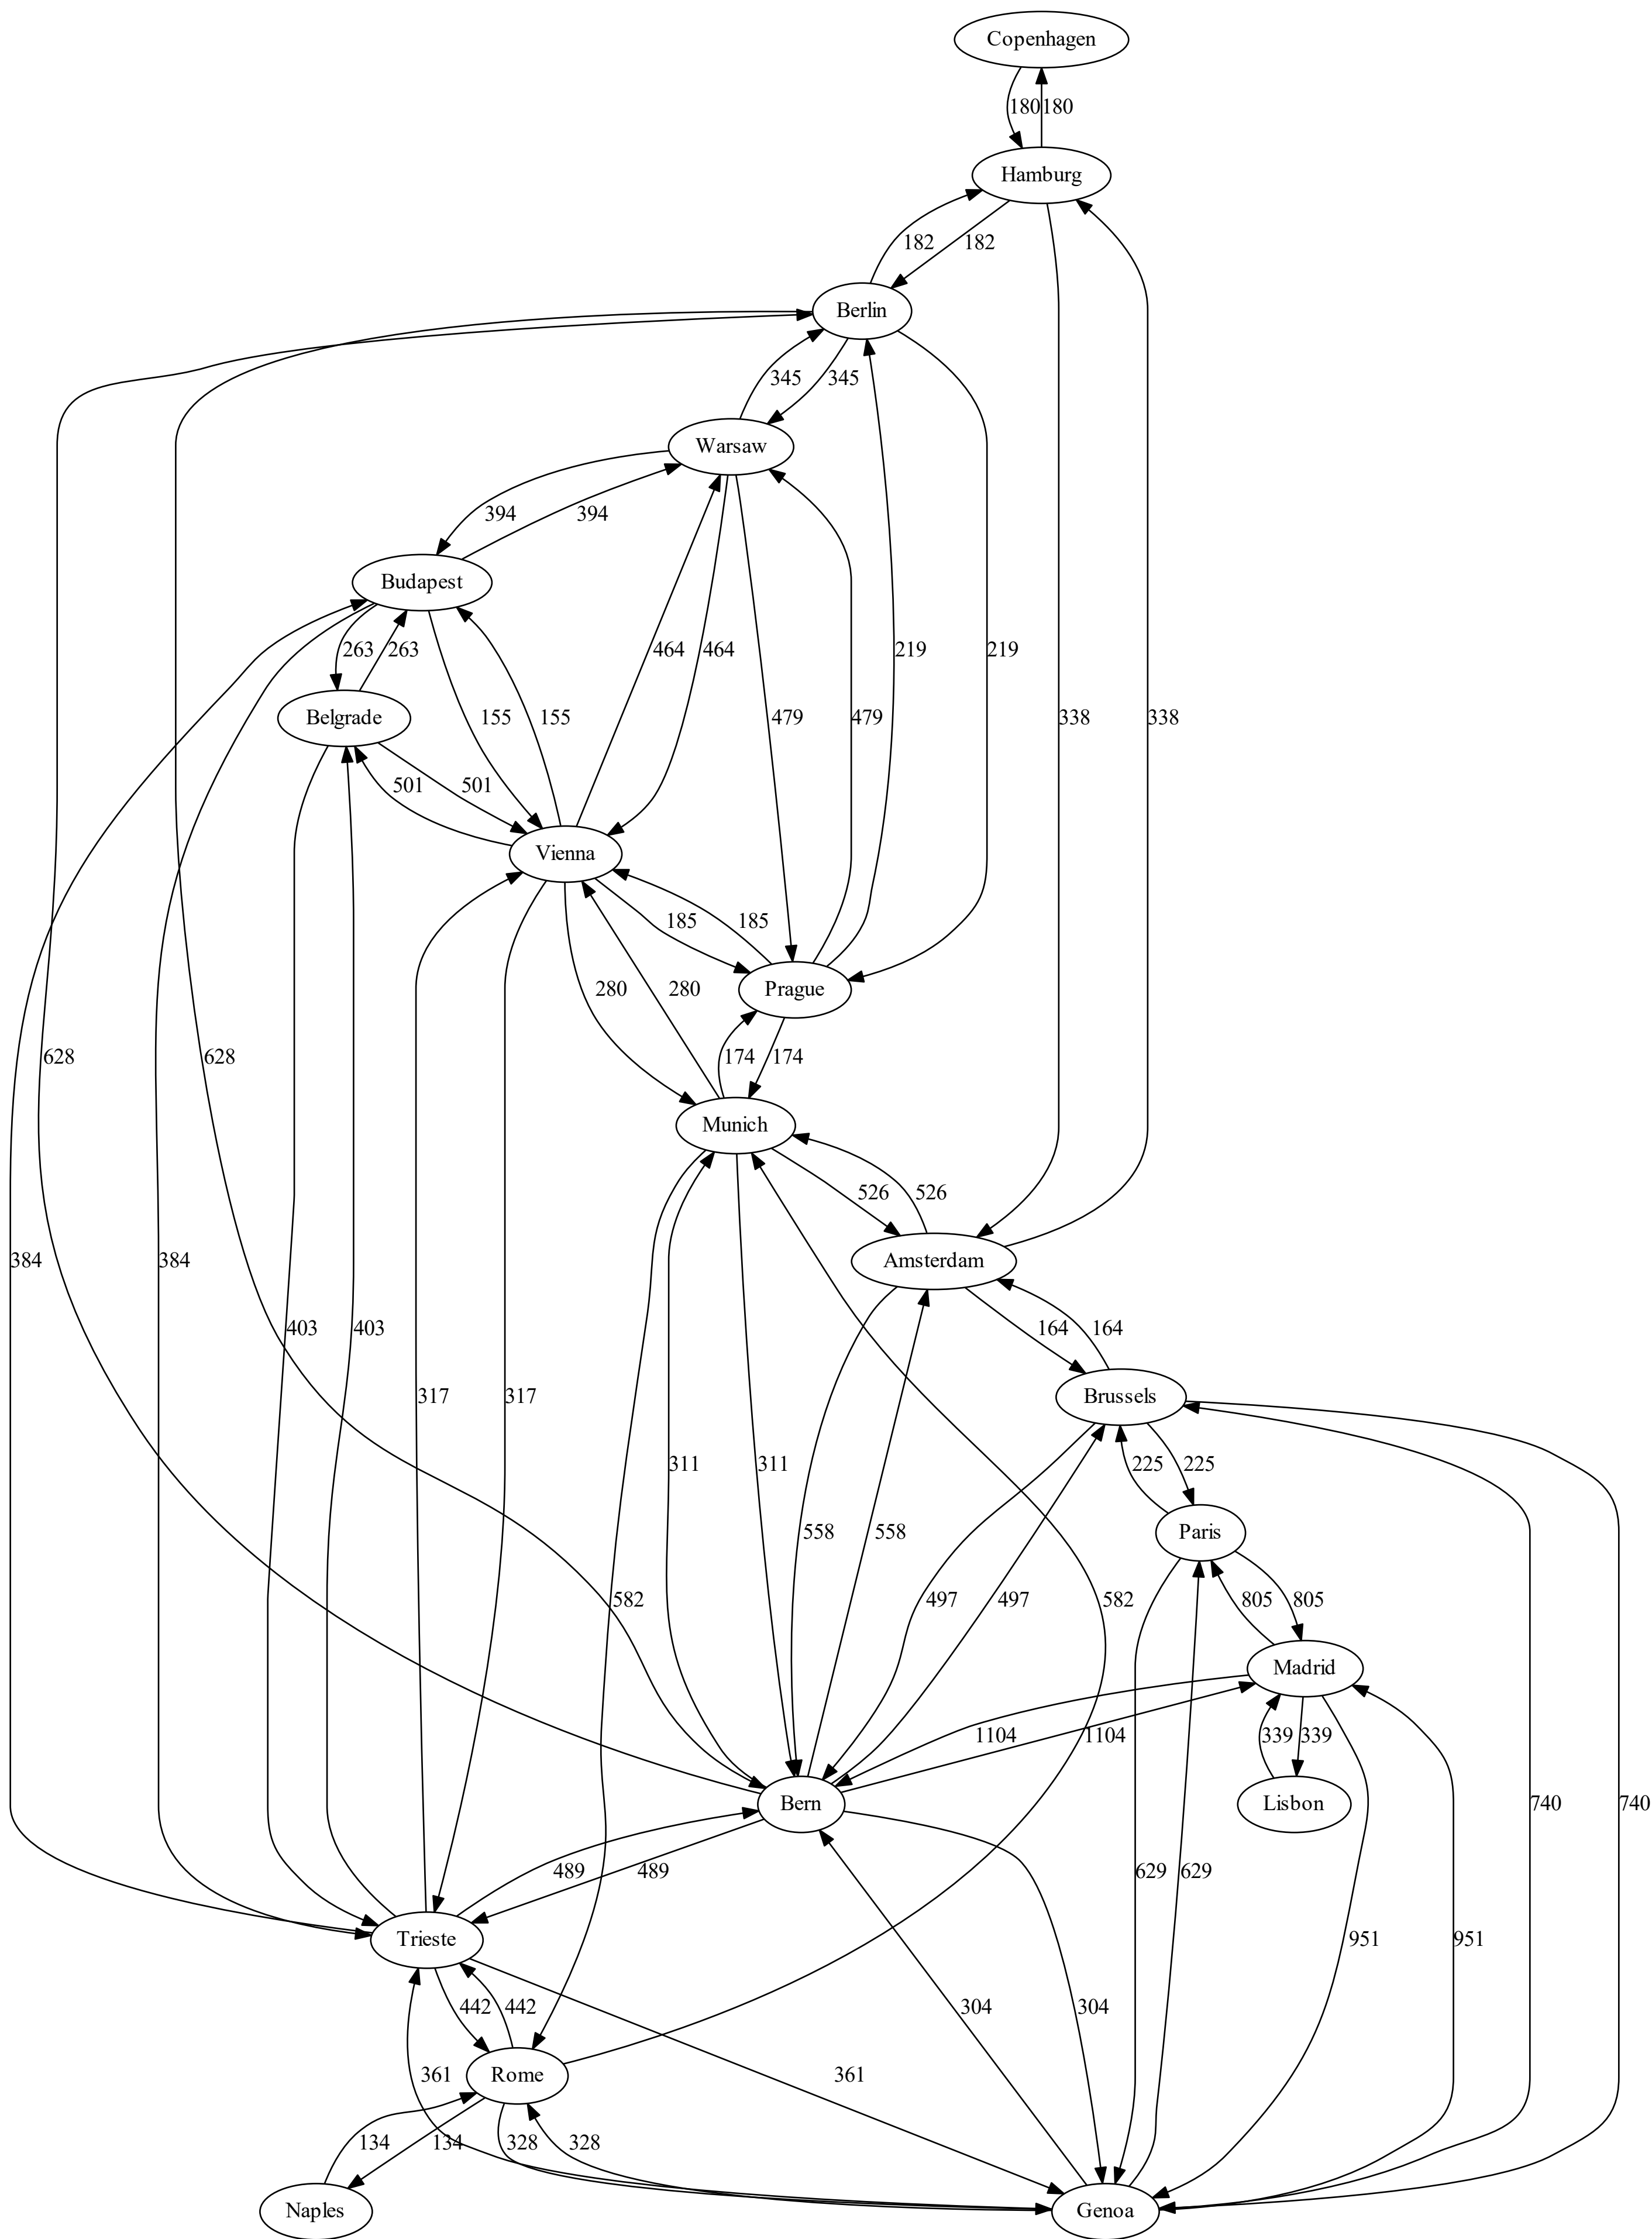 Copenhagen
180 180
Hamburg
182 182
Berlin
345 345
Warsaw
394 394
Budapest
263 263 464 464 219 219
Belgrade
155 155 479 479 338 338
501 501
Vienna
185 185
280 280
Prague
628 628 174 174
Munich
526 526
384 384
Amsterdam
403 403 164 164
317 317
Brussels
311 311 225 225
558 558
Paris
582 497 497 582 805 805
Madrid
1104 1104 339 339
Bern
Lisbon
740 740
489 489 629 629
Trieste
951 951
442 442 304 304
361 361
Rome
134 134 328 328
Naples
Genoa